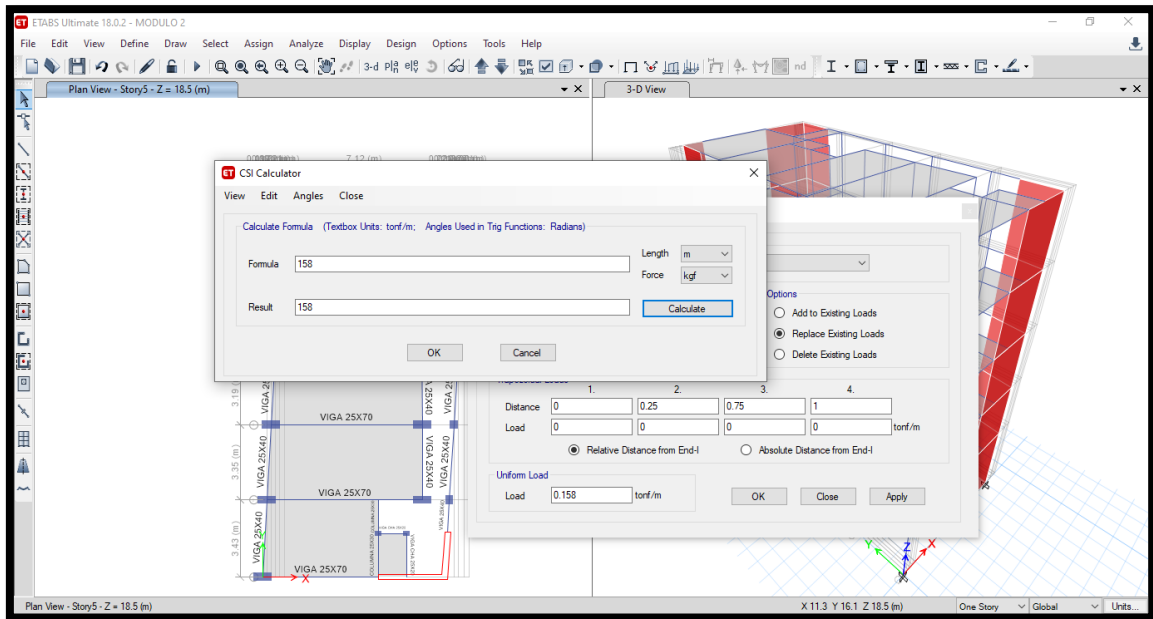 ETABS Ultimate 18.0.2 - MODULO 2
File Edit View Define Draw Select Assign Analyze Display Design Options Tools Help
3-d nd
Plan View - Story5 - Z = 18.5 (m)
3-D View
7.12 (m)
CSI Calculator
View Edit Angles Close
Calculate Formula (Textbox Units: tonf/m; Angles Used in Trig Functions: Radians)
Formula 158
Length m
Force kgf
Result 158
Calculate
OK Cancel
Options
Add to Existing Loads
Replace Existing Loads
Delete Existing Loads
1. 2. 3. 4.
Distance 0 0.25 0.75 1
Load 0 0 0 0 tonf/m
Relative Distance from End-I Absolute Distance from End-I
Uniform Load
Load 0.158 tonf/m
OK Close Apply
VIGA 25X70
3.35 (m)
VIGA 25X40
VIGA 25X40
VIGA 25X40
VIGA 25X70
3.43 (m)
VIGA 25X40
VIGA 25X70
X
Y Z X
Plan View - Story5 - Z = 18.5 (m)
X 11.3 Y 16.1 Z 18.5 (m)
One Story Global Units...